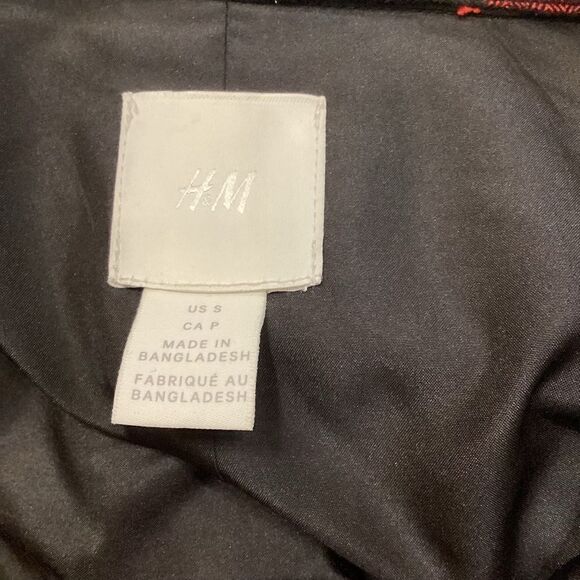 H&M
US S
CA P
MADE IN
BANGLADESH
FABRIQUÉ AU
BANGLADESH